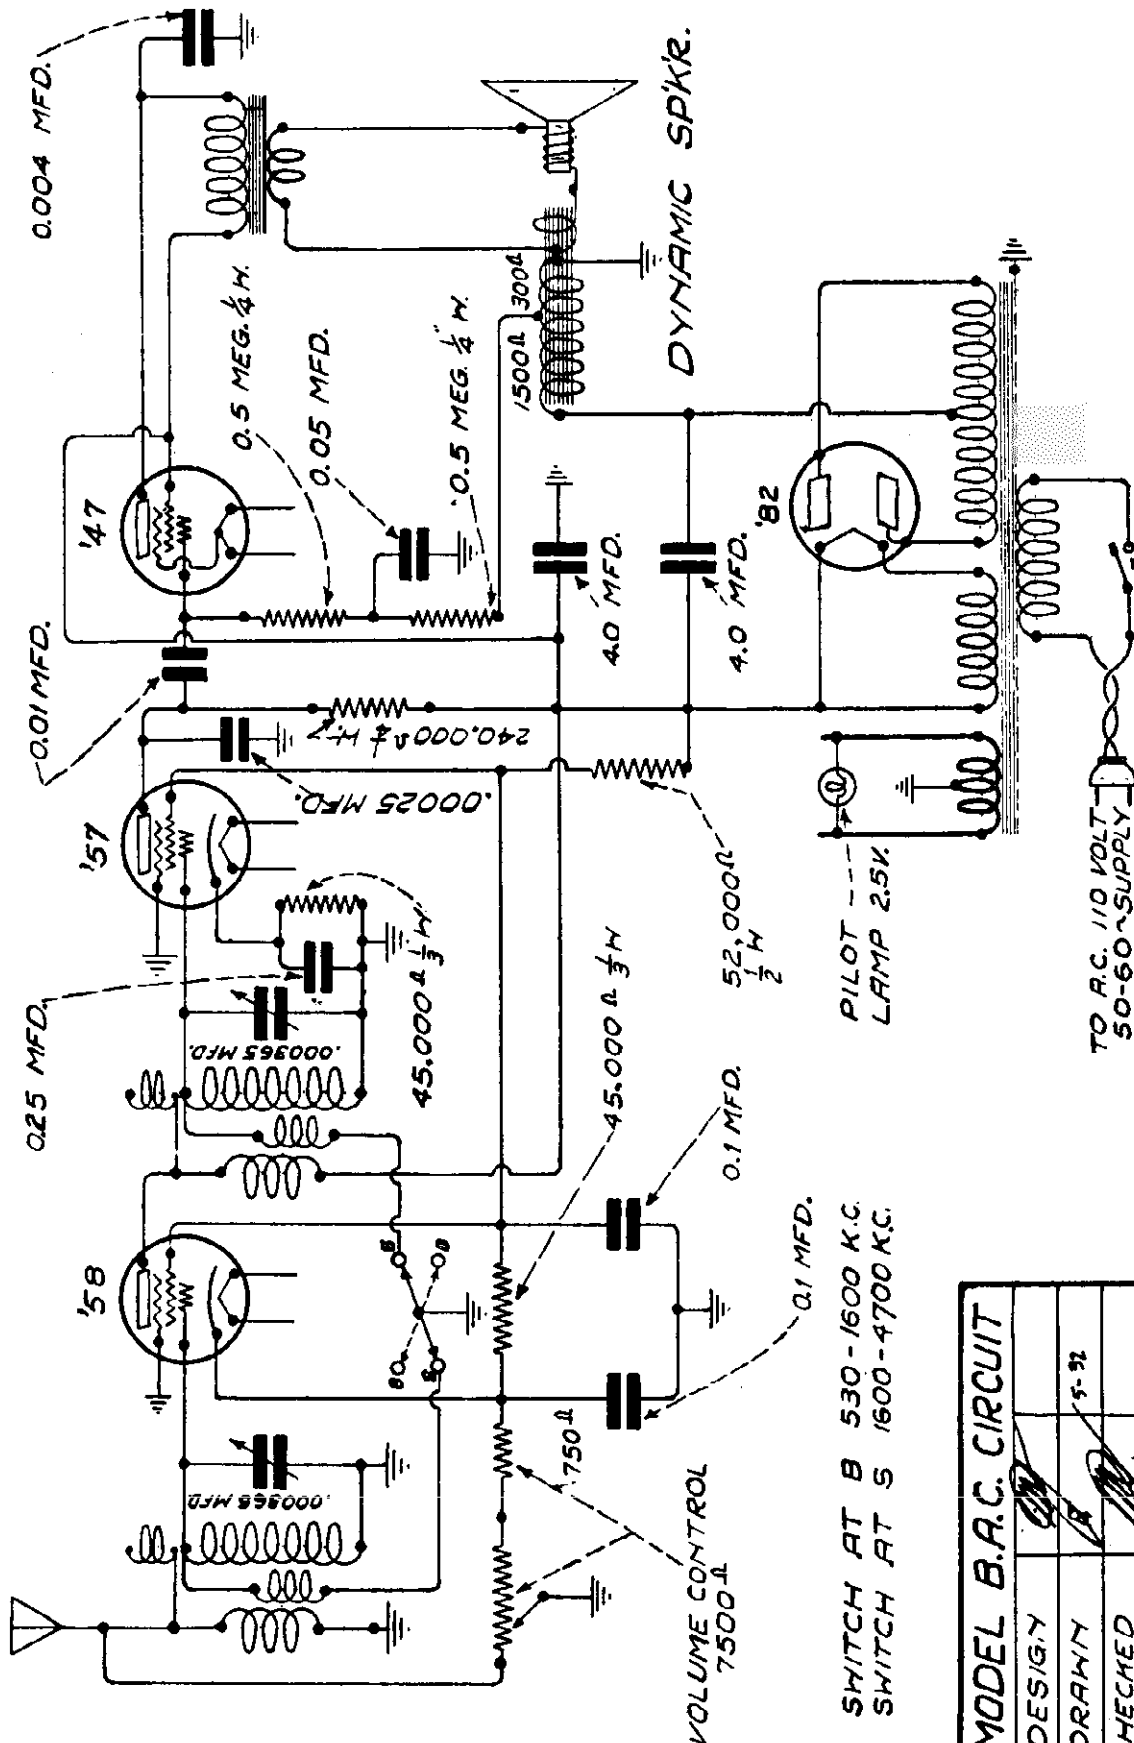 0.004 MFD.
'47
0.5 MEG. ¼ W.
0.05 MFD.
0.5 MEG. ¼ W.
1500Ω 300Ω
DYNAMIC SP'K'R.
0.01 MFD.
'57
.00025 MFD.
240,000Ω ¼ W.
4.0 MFD.
4.0 MFD.
'82
0.25 MFD.
.000365 MFD.
45.000Ω ⅓ W
52,000Ω
½ W
45.000Ω ⅓ W
PILOT
LAMP 2.5V.
TO A.C. 110 VOLT
50-60~SUPPLY
'58
B
B
0.1 MFD.
0.1 MFD.
.000365 MFD
750Ω
VOLUME CONTROL
7500Ω
SWITCH AT B 530-1600 K.C.
SWITCH AT S 1600-4700 K.C.
MODEL B.A.C. CIRCUIT
DESIGN
DRAWN 5-32
HECKED